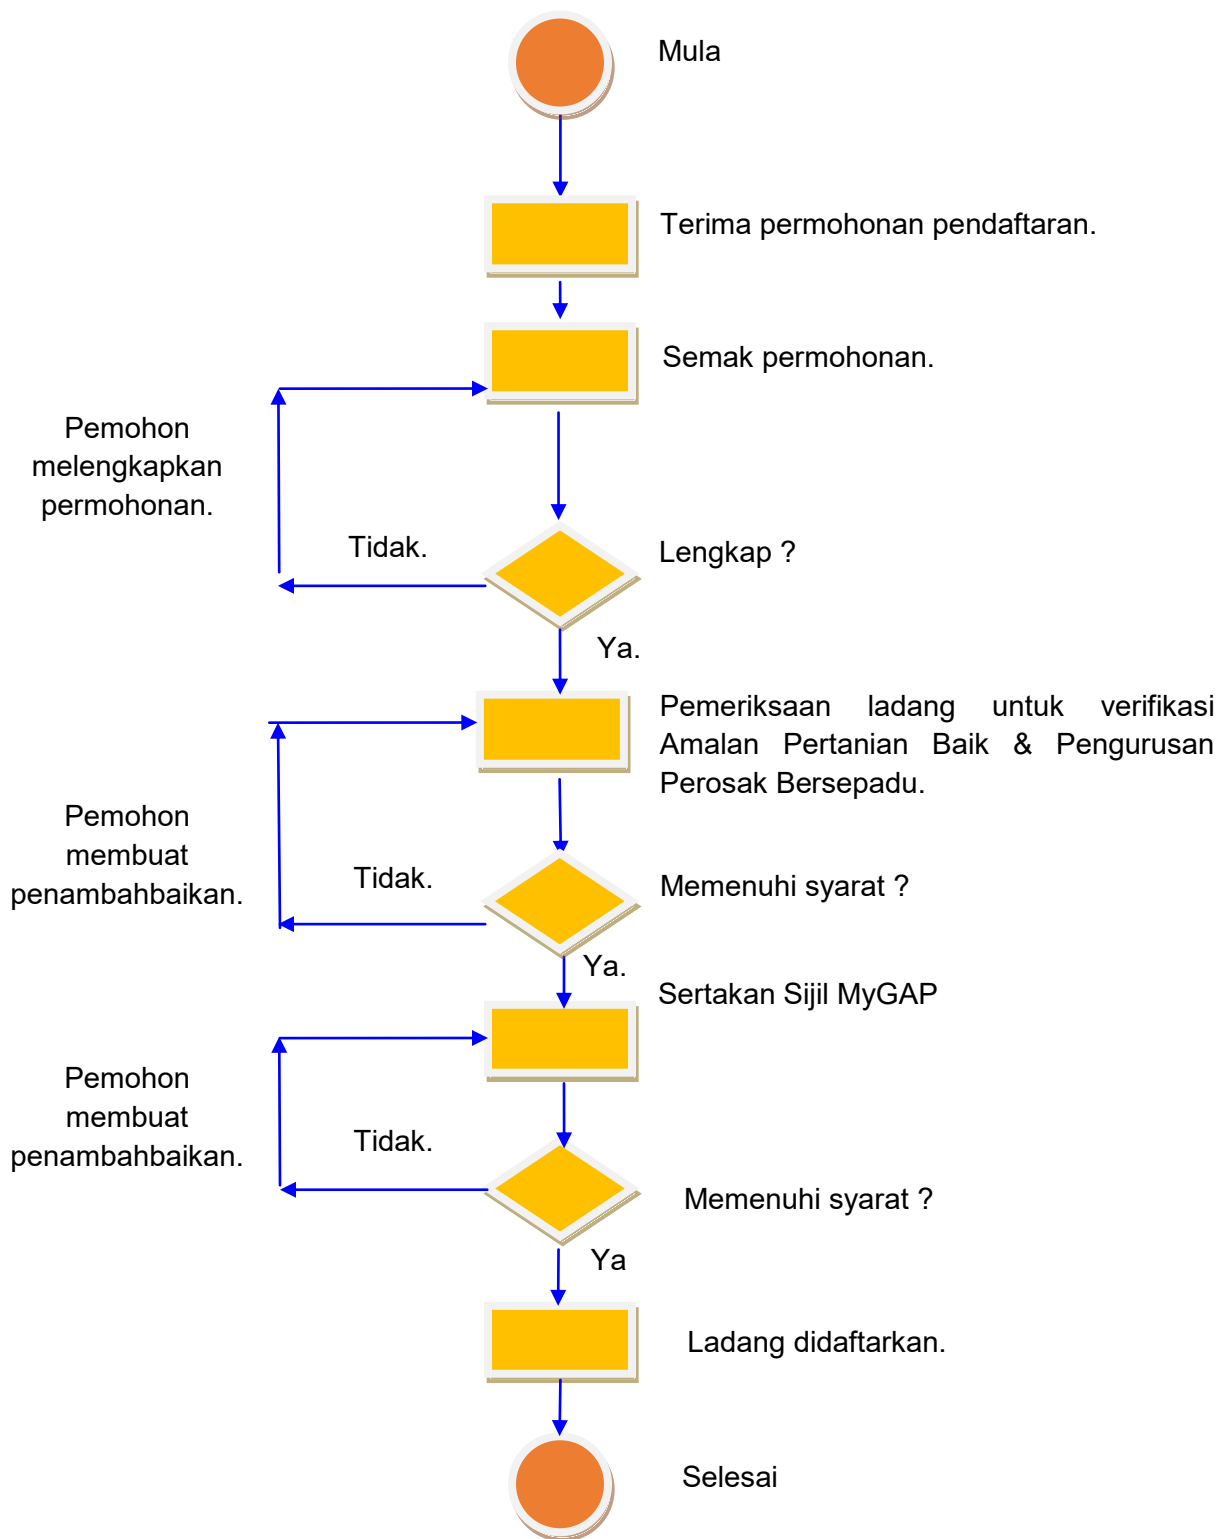 Mula
Terima permohonan pendaftaran.
Semak permohonan.
Pemohon
melengkapkan
permohonan.
Tidak.
Lengkap ?
Ya.
Pemeriksaan ladang untuk verifikasi
Amalan Pertanian Baik & Pengurusan
Perosak Bersepadu.
Pemohon
membuat
penambahbaikan.
Tidak.
Memenuhi syarat ?
Ya.
Sertakan Sijil MyGAP
Pemohon
membuat
penambahbaikan.
Tidak.
Memenuhi syarat ?
Ya
Ladang didaftarkan.
Selesai